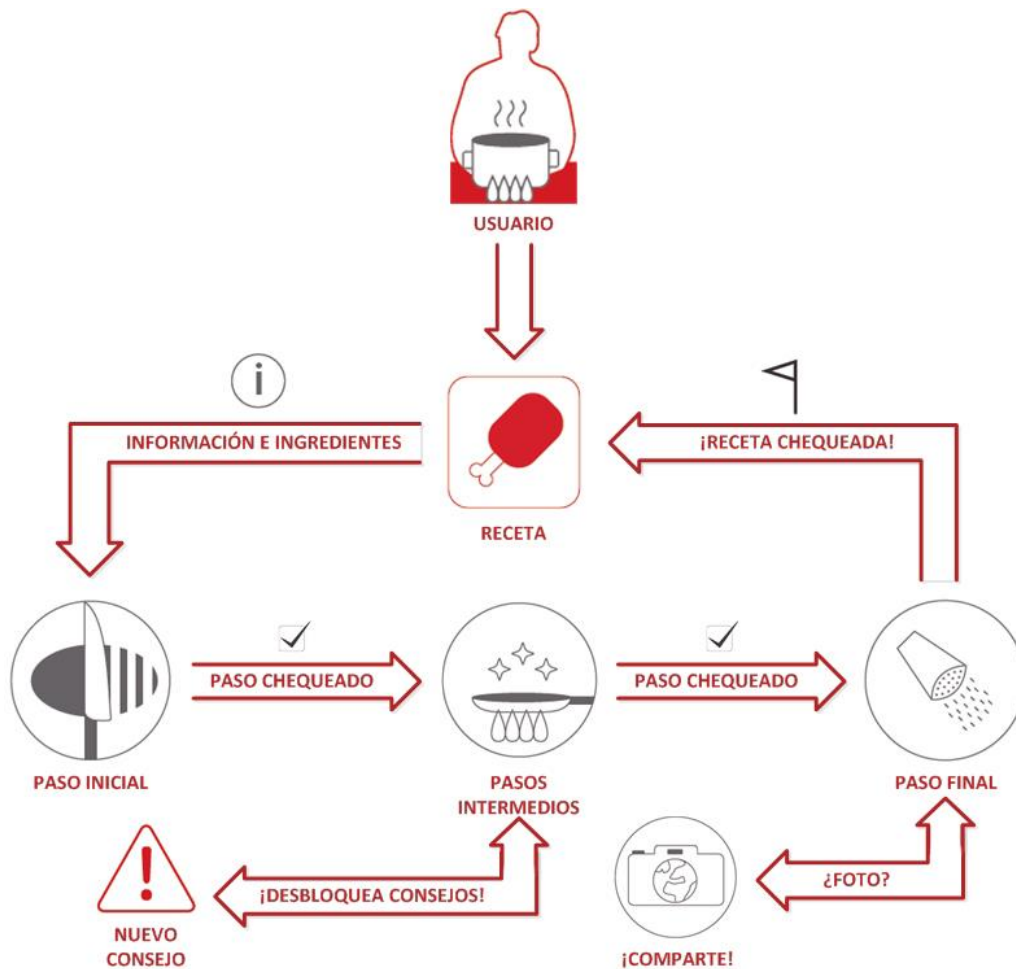 USUARIO
i
INFORMACIÓN E INGREDIENTES
¡RECETA CHEQUEADA!
RECETA
PASO CHEQUEADO
PASO CHEQUEADO
PASO INICIAL
PASOS
INTERMEDIOS
PASO FINAL
¡DESBLOQUEA CONSEJOS!
¿FOTO?
NUEVO
CONSEJO
¡COMPARTE!